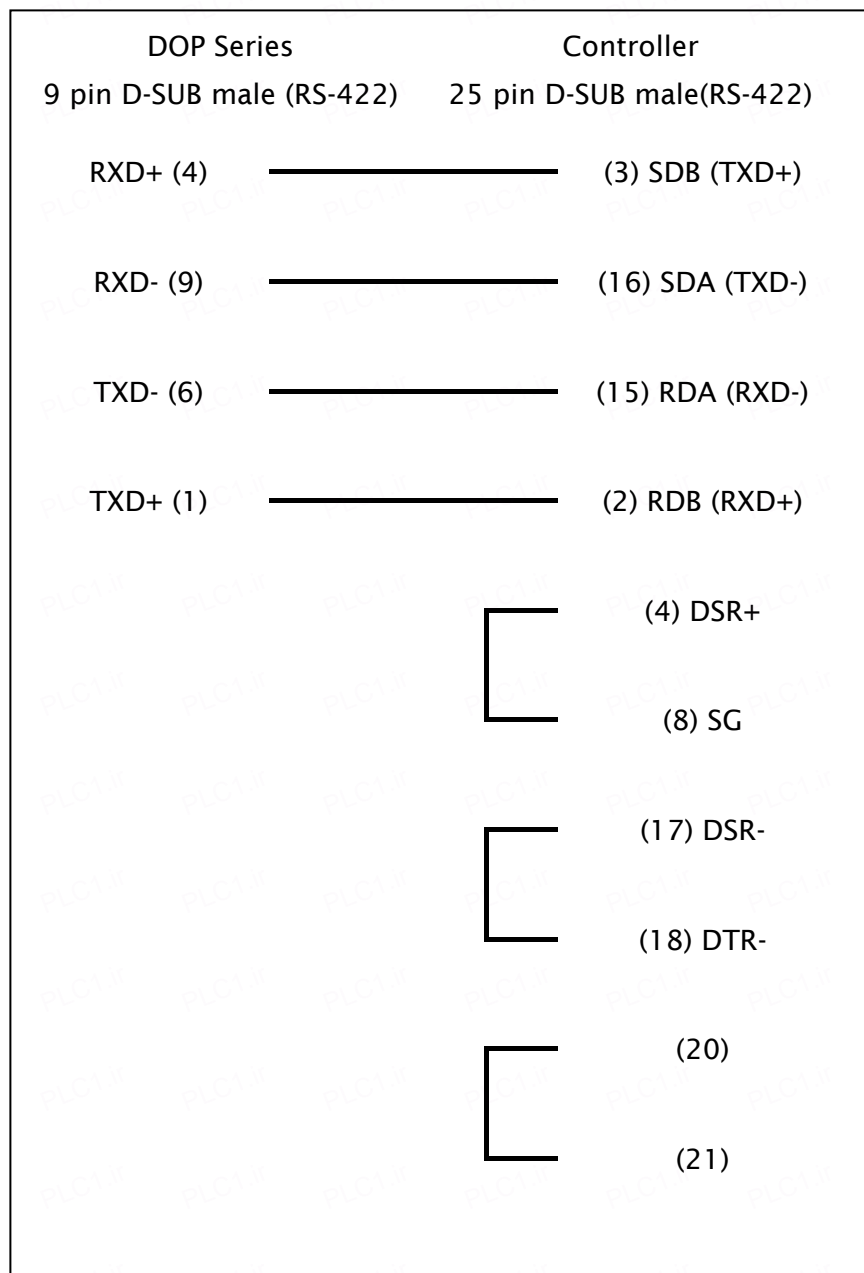 DOP Series Controller
9 pin D-SUB male (RS-422) 25 pin D-SUB male(RS-422)
RXD+ (4) (3) SDB (TXD+)
RXD- (9) (16) SDA (TXD-)
TXD- (6) (15) RDA (RXD-)
TXD+ (1) (2) RDB (RXD+)
(4) DSR+
(8) SG
(17) DSR-
(18) DTR-
(20)
(21)